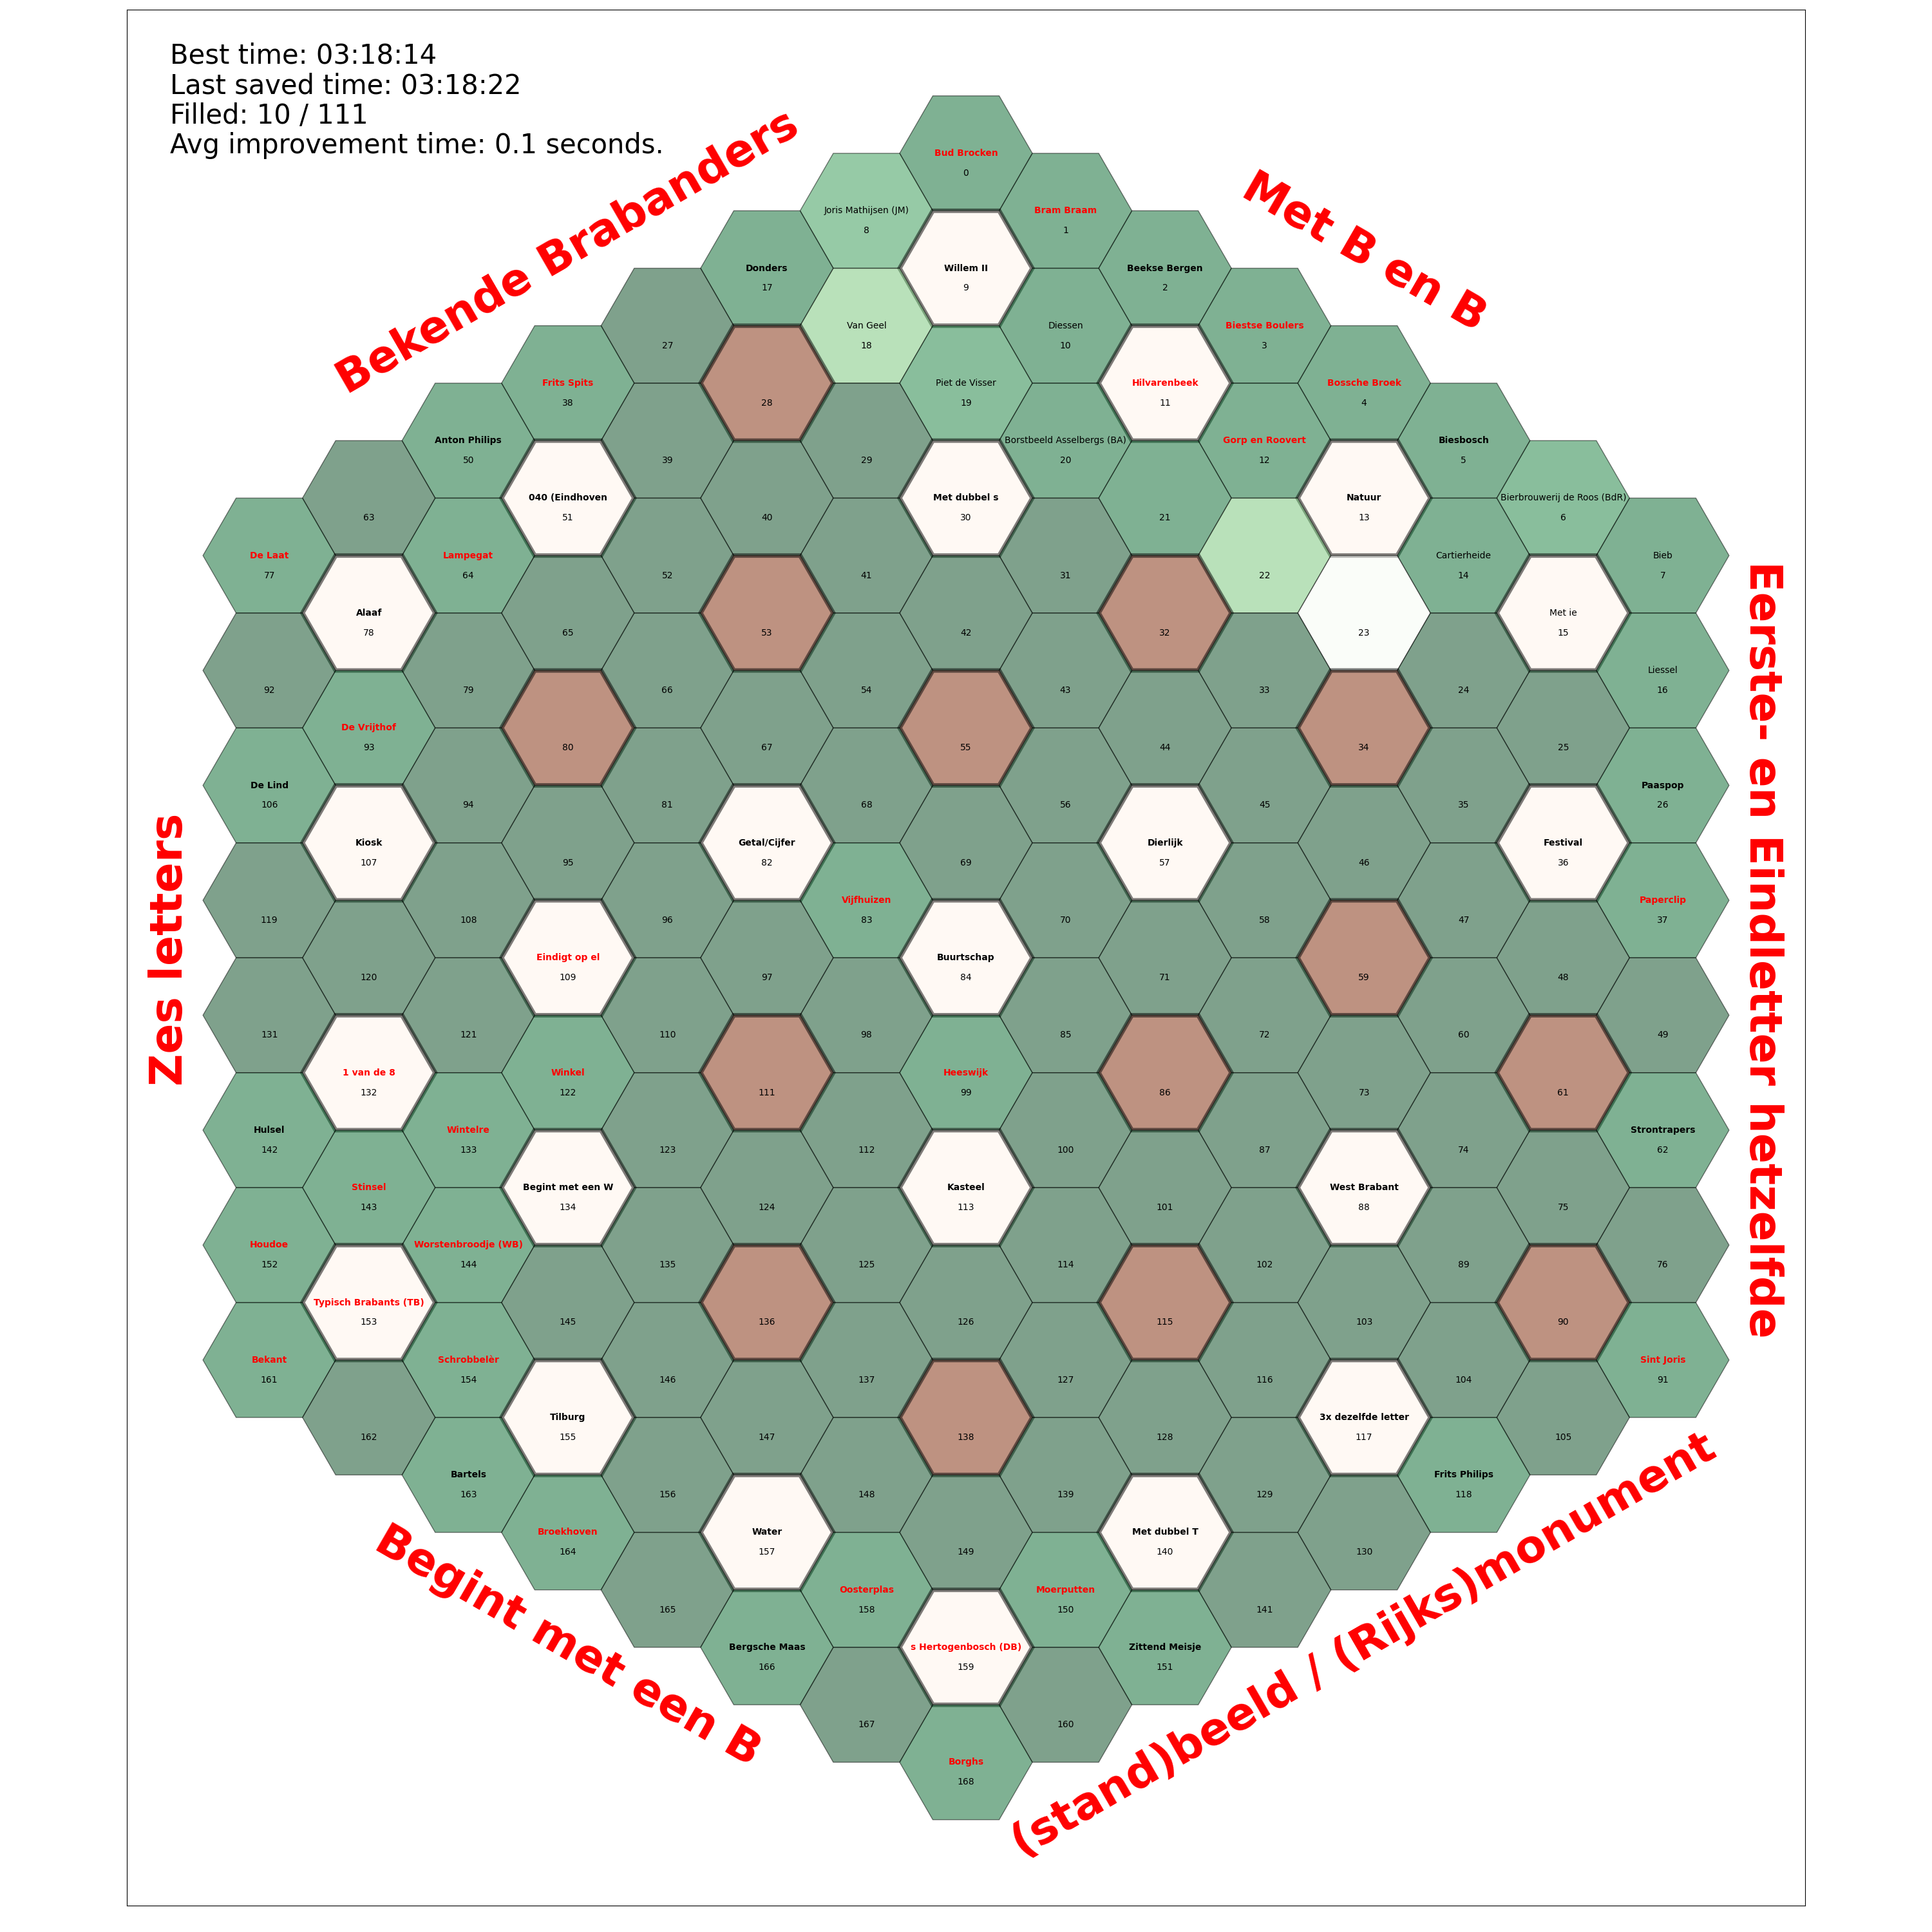 Best time: 03:18:14
Last saved time: 03:18:22
Filled: 10 / 111
Avg improvement time: 0.1 seconds.
Bekende Brabanders
Met B en B
Eerste- en Eindletter hetzelfde
(stand)beeld / (Rijks)monument
Begint met een B
Zes letters
Bud Brocken
0
Joris Mathijsen (JM)
8
Bram Braam
1
Donders
17
Willem II
9
Beekse Bergen
2
27
Van Geel
18
Diessen
10
Biestse Boulers
3
Frits Spits
38
28
Piet de Visser
19
Hilvarenbeek
11
Bossche Broek
4
Anton Philips
50
39
29
Borstbeeld Asselbergs (BA)
20
Gorp en Roovert
12
Biesbosch
5
63
040 (Eindhoven
51
40
Met dubbel s
30
21
Natuur
13
Bierbrouwerij de Roos (BdR)
6
De Laat
77
Lampegat
64
52
41
31
22
Cartierheide
14
Bieb
7
Alaaf
78
65
53
42
32
23
Met ie
15
92
79
66
54
43
33
24
Liessel
16
De Vrijthof
93
80
67
55
44
34
25
De Lind
106
94
81
68
56
45
35
Paaspop
26
Kiosk
107
95
Getal/Cijfer
82
69
Dierlijk
57
46
Festival
36
119
108
96
Vijfhuizen
83
70
58
47
Paperclip
37
120
Eindigt op el
109
97
Buurtschap
84
71
59
48
131
121
110
98
85
72
60
49
1 van de 8
132
Winkel
122
111
Heeswijk
99
86
73
61
Hulsel
142
Wintelre
133
123
112
100
87
74
Strontrapers
62
Stinsel
143
Begint met een W
134
124
Kasteel
113
101
West Brabant
88
75
Houdoe
152
Worstenbroodje (WB)
144
135
125
114
102
89
76
Typisch Brabants (TB)
153
145
136
126
115
103
90
Bekant
161
Schrobbelèr
154
146
137
127
116
104
Sint Joris
91
162
Tilburg
155
147
138
128
3x dezelfde letter
117
105
Bartels
163
156
148
139
129
Frits Philips
118
Broekhoven
164
Water
157
149
Met dubbel T
140
130
165
Oosterplas
158
Moerputten
150
141
Bergsche Maas
166
s Hertogenbosch (DB)
159
Zittend Meisje
151
167
160
Borghs
168